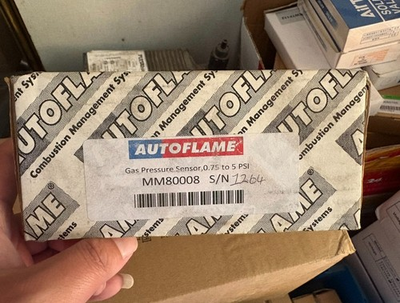 AUTOFLAME®
Gas Pressure Sensor,0.75 to 5 PSI
MM80008 S/N 1264
AUTOFLAME
Combustion Management Systems